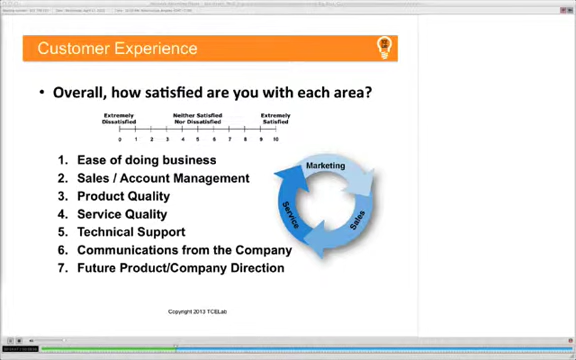 Customer Experience
• Overall, how satisfied are you with each area?
Extremely Dissatisfied
Neither Satisfied Nor Dissatisfied
Extremely Satisfied
0 1 2 3 4 5 6 7 8 9 10
1. Ease of doing business
2. Sales / Account Management
3. Product Quality
4. Service Quality
5. Technical Support
6. Communications from the Company
7. Future Product/Company Direction
Marketing
Sales
Service
Copyright 2013 TCELab